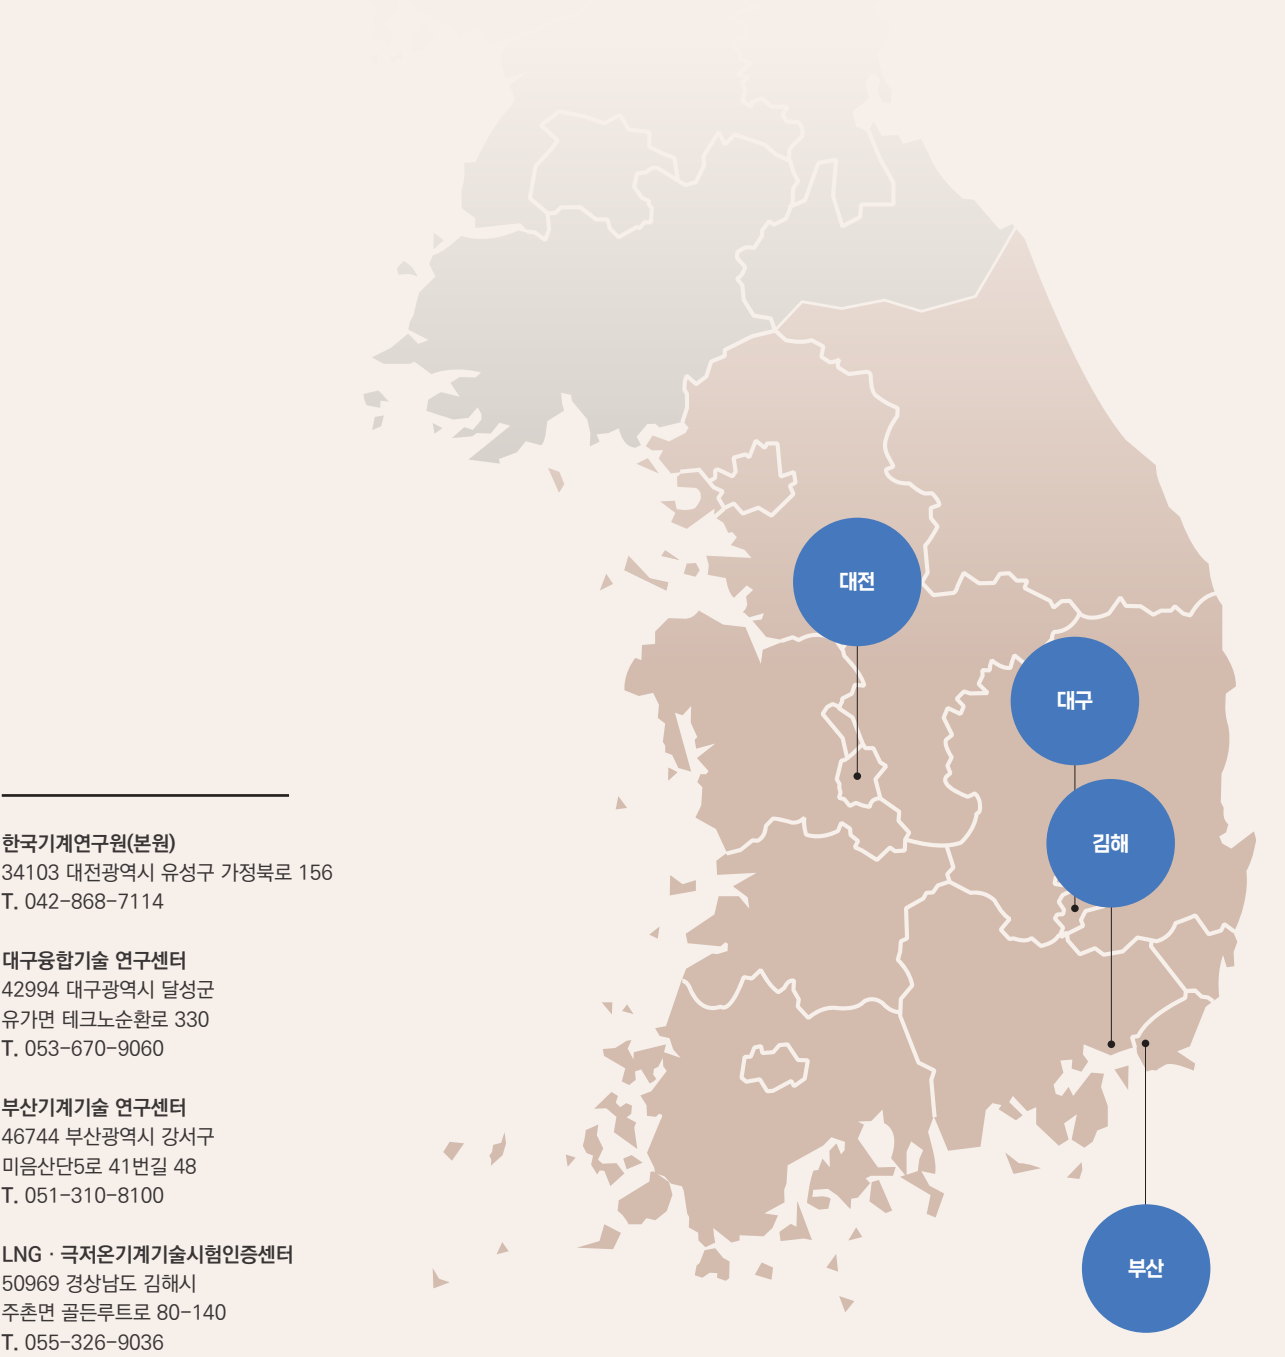 대전
대구
김해
부산
한국기계연구원(본원)
34103 대전광역시 유성구 가정북로 156
T. 042-868-7114
대구융합기술 연구센터
42994 대구광역시 달성군
유가면 테크노순환로 330
T. 053-670-9060
부산기계기술 연구센터
46744 부산광역시 강서구
미음산단5로 41번길 48
T. 051-310-8100
LNG · 극저온기계기술시험인증센터
50969 경상남도 김해시
주촌면 골든루트로 80-140
T. 055-326-9036